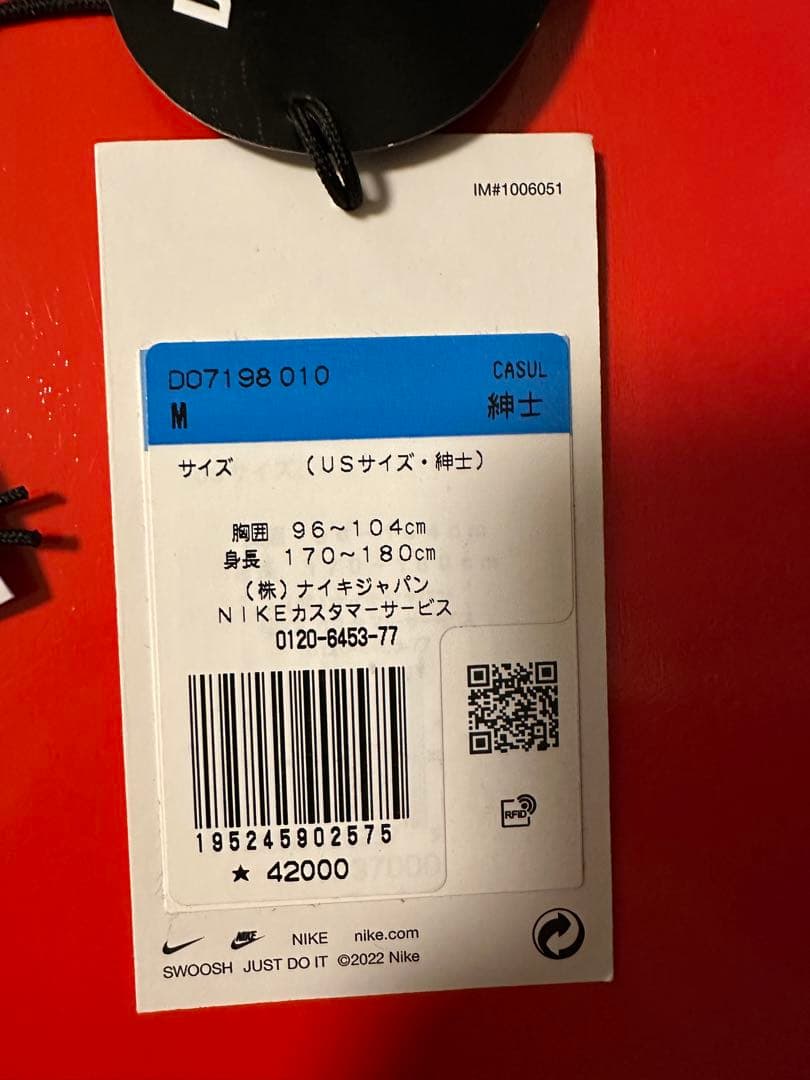 IM#1006051
DO7198 010
CASUL
M
紳士
サイズ （USサイズ・紳士）
胸囲 96～104cm
身長 170～180cm
（株）ナイキジャパン
NIKEカスタマーサービス
0120-6453-77
RFID
195245902575
★ 42000
NIKE NIKE nike.com
SWOOSH JUST DO IT ©2022 Nike